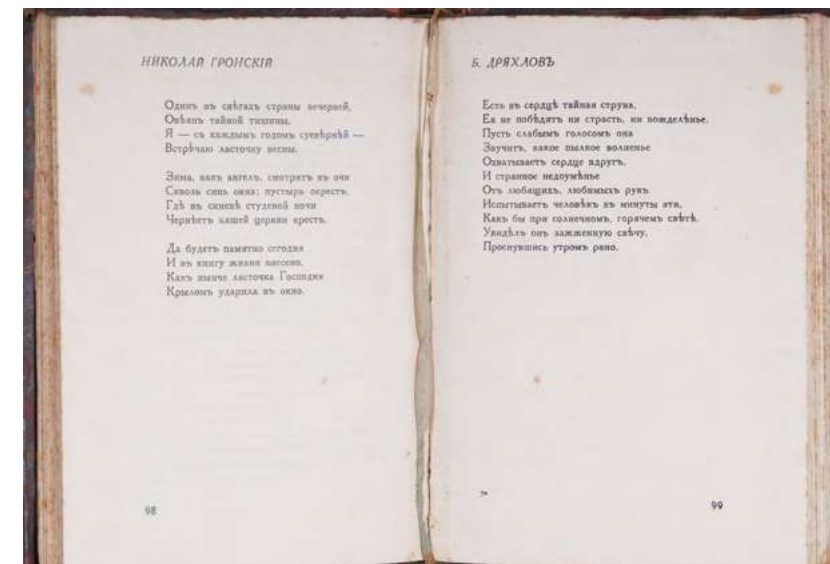 НИКОЛАЙ ГРОНСКІЙ
Одинъ въ снѣгахъ страны вечерней,
Овѣянъ тайной тишины,
Я — съ каждымъ годомъ суевѣрнѣй —
Встрѣчаю ласточку весны.
Зима, какъ ангелъ, смотритъ въ очи
Сквозь синь окна; пустырь окрестъ,
Гдѣ въ синевѣ студеной ночи
Чернѣетъ нашей церкви крестъ.
Да будетъ памятно сегодня
И въ книгу жизни внесено,
Какъ нынче ласточка Господня
Крыломъ ударила въ окно.
98
Б. ДРЯХЛОВЪ
Есть въ сердцѣ тайная струна,
Ея не побѣдятъ ни страсть, ни вожделѣнье.
Пусть слабымъ голосомъ она
Звучитъ, какое пылкое волненье
Охватываетъ сердце вдругъ,
И странное недоумѣнье
Отъ любящихъ, любимыхъ рукъ
Испытываетъ человѣкъ въ минуты эти,
Какъ бы при солнечномъ, горячемъ свѣтѣ,
Увидѣлъ онъ зажженную свѣчу,
Проснувшись утромъ рано.
99